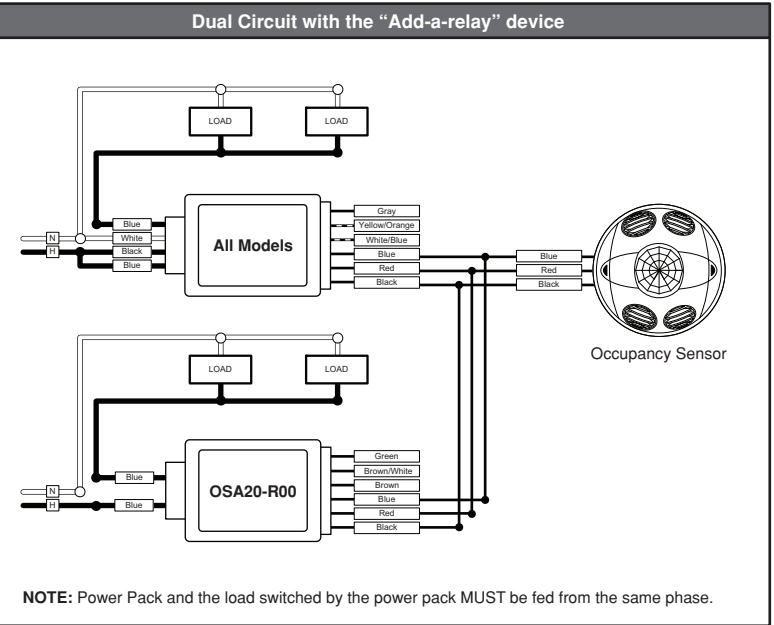 Dual Circuit with the “Add-a-relay” device
LOAD
LOAD
Blue
White
Black
Blue
N
H
All Models
Gray
Yellow/Orange
White/Blue
Blue
Red
Black
Blue
Red
Black
Occupancy Sensor
LOAD
LOAD
Blue
Blue
N
H
OSA20-R00
Green
Brown/White
Brown
Blue
Red
Black
NOTE: Power Pack and the load switched by the power pack MUST be fed from the same phase.